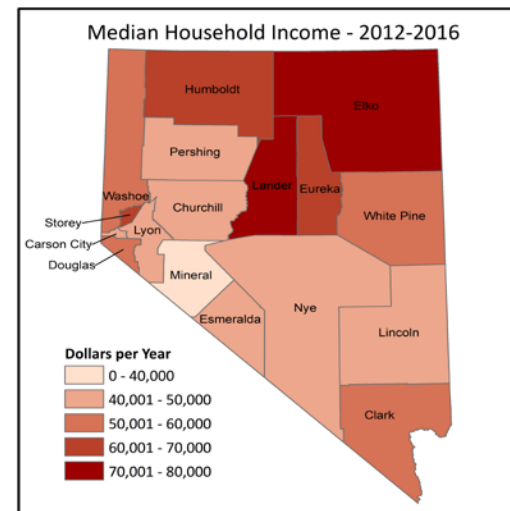 Median Household Income - 2012-2016
Humboldt
Elko
Pershing
Lander
Eureka
Washoe
Churchill
White Pine
Storey
Lyon
Carson City
Douglas
Mineral
Nye
Esmeralda
Lincoln
Clark
Dollars per Year
0 - 40,000
40,001 - 50,000
50,001 - 60,000
60,001 - 70,000
70,001 - 80,000